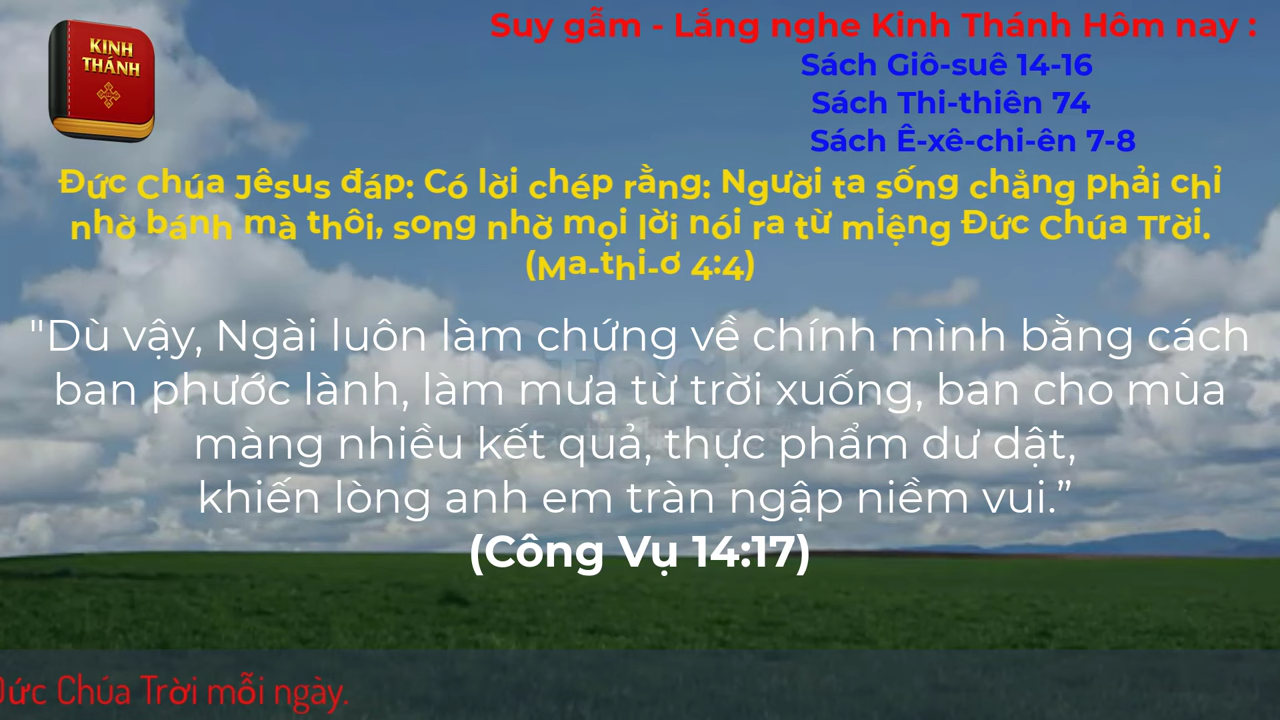 KINH
THÁNH
Suy gẫm - Lắng nghe Kinh Thánh Hôm nay :
Sách Giô-suê 14-16
Sách Thi-thiên 74
Sách Ê-xê-chi-ên 7-8
Đức Chúa Jêsus đáp: Có lời chép rằng: Người ta sống chẳng phải chỉ
nhờ bánh mà thôi, song nhờ mọi lời nói ra từ miệng Đức Chúa Trời.
(Ma-thi-ơ 4:4)
"Dù vậy, Ngài luôn làm chứng về chính mình bằng cách
ban phước lành, làm mưa từ trời xuống, ban cho mùa
màng nhiều kết quả, thực phẩm dư dật,
khiến lòng anh em tràn ngập niềm vui.”
(Công Vụ 14:17)
Đức Chúa Trời mỗi ngày.